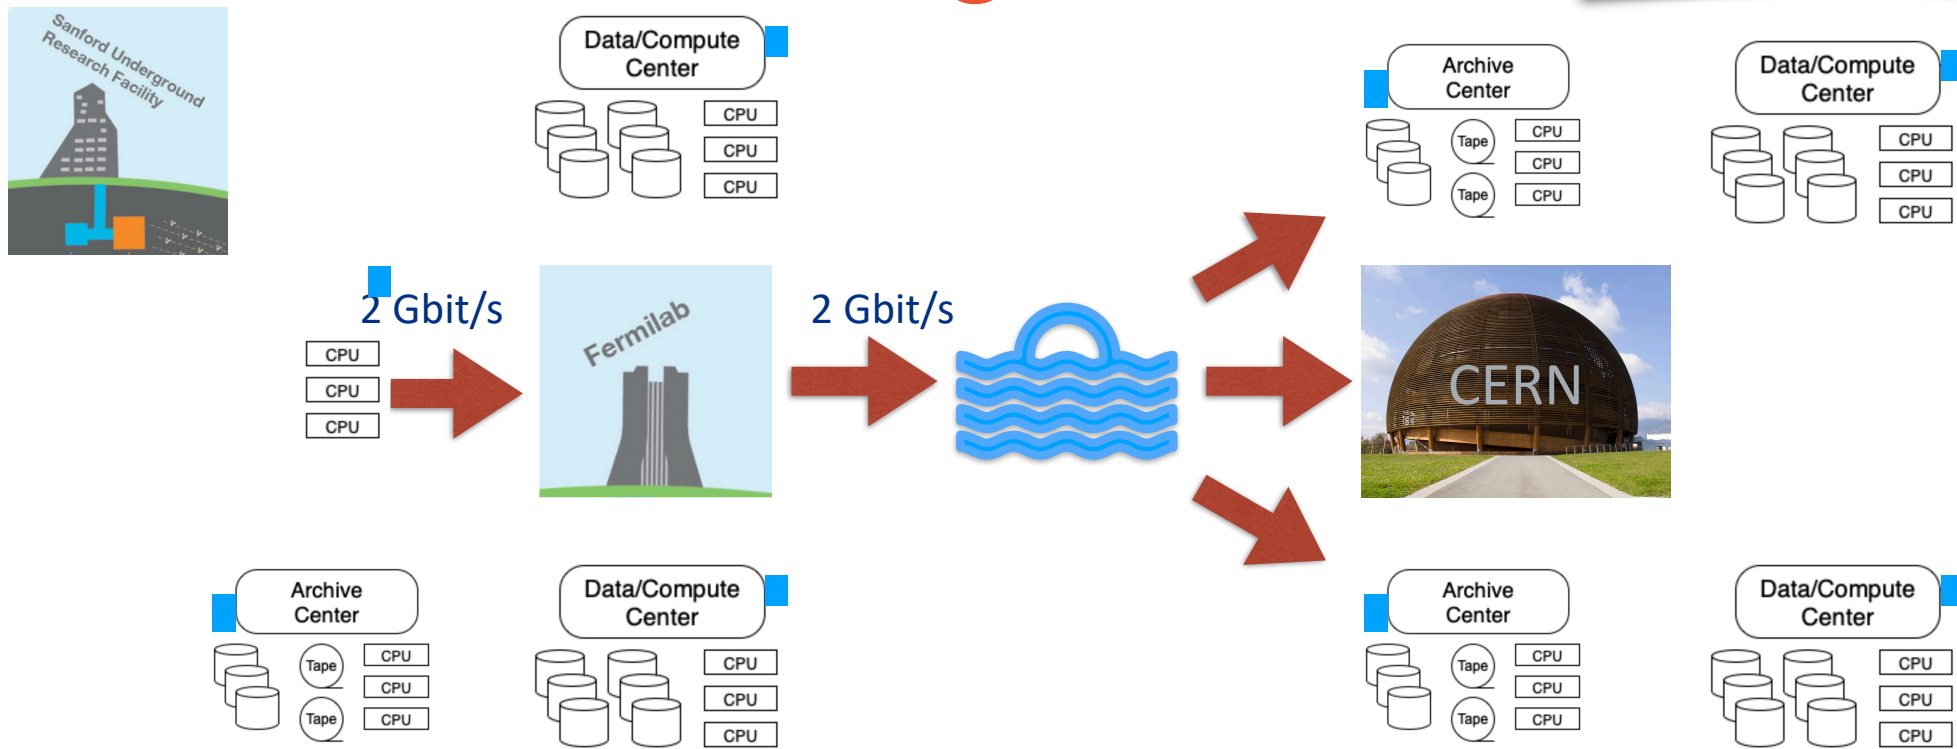 Sanford Underground
Research Facility
Data/Compute
Center
CPU
CPU
CPU
Archive
Center
Tape
Tape
CPU
CPU
CPU
Data/Compute
Center
CPU
CPU
CPU
2 Gbit/s
CPU
CPU
CPU
Fermilab
2 Gbit/s
CERN
Archive
Center
Tape
Tape
CPU
CPU
CPU
Data/Compute
Center
CPU
CPU
CPU
Archive
Center
Tape
Tape
CPU
CPU
CPU
Data/Compute
Center
CPU
CPU
CPU